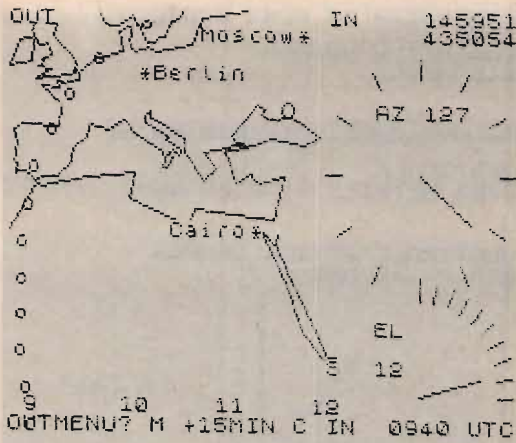 OUT IN 145951
435054
Moscow*
*Berlin
AZ 127
Cairo*
EL
S 12
9 10 11 12
OUTMENU? M +15MIN C IN 0940 UTC